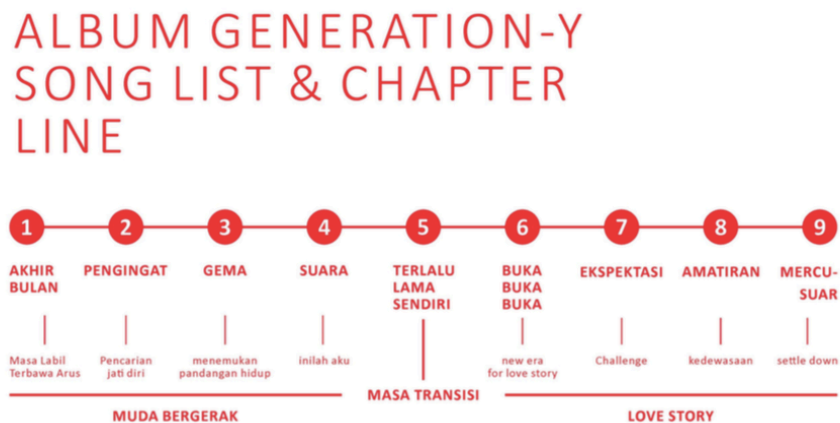 ALBUM GENERATION-Y
SONG LIST & CHAPTER
LINE
1 2 3 4 5 6 7 8 9
AKHIR
BULAN
PENGINGAT
GEMA
SUARA
TERLALU
LAMA
SENDIRI
BUKA
BUKA
BUKA
EKSPEKTASI
AMATIRAN
MERCU-
SUAR
Masa Labil
Terbawa Arus
Pencarian
jati diri
menemukan
pandangan hidup
inilah aku
new era
for love story
Challenge
kedewasaan
settle down
MUDA BERGERAK
MASA TRANSISI
LOVE STORY